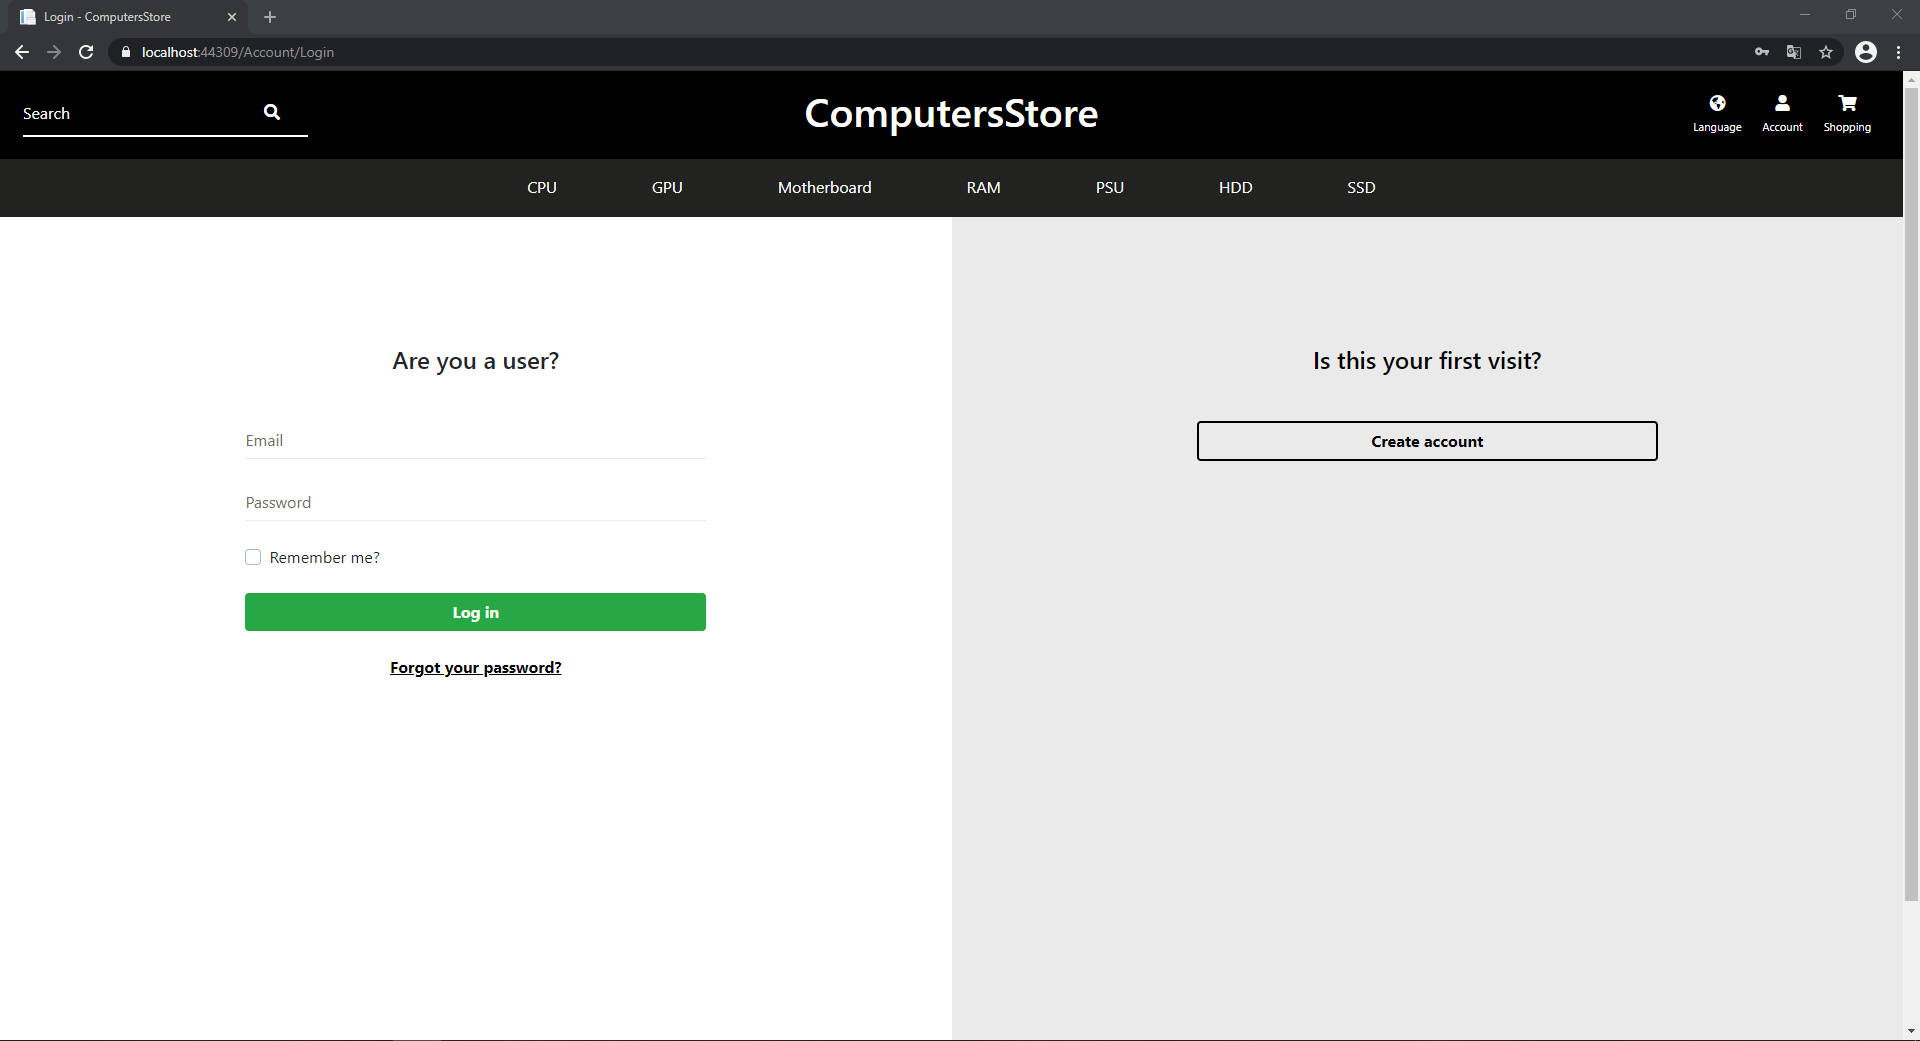 Login - ComputersStore
localhost:44309/Account/Login
Search
ComputersStore
Language Account Shopping
CPU GPU Motherboard RAM PSU HDD SSD
Are you a user?
Email
Password
Remember me?
Log in
Forgot your password?
Is this your first visit?
Create account